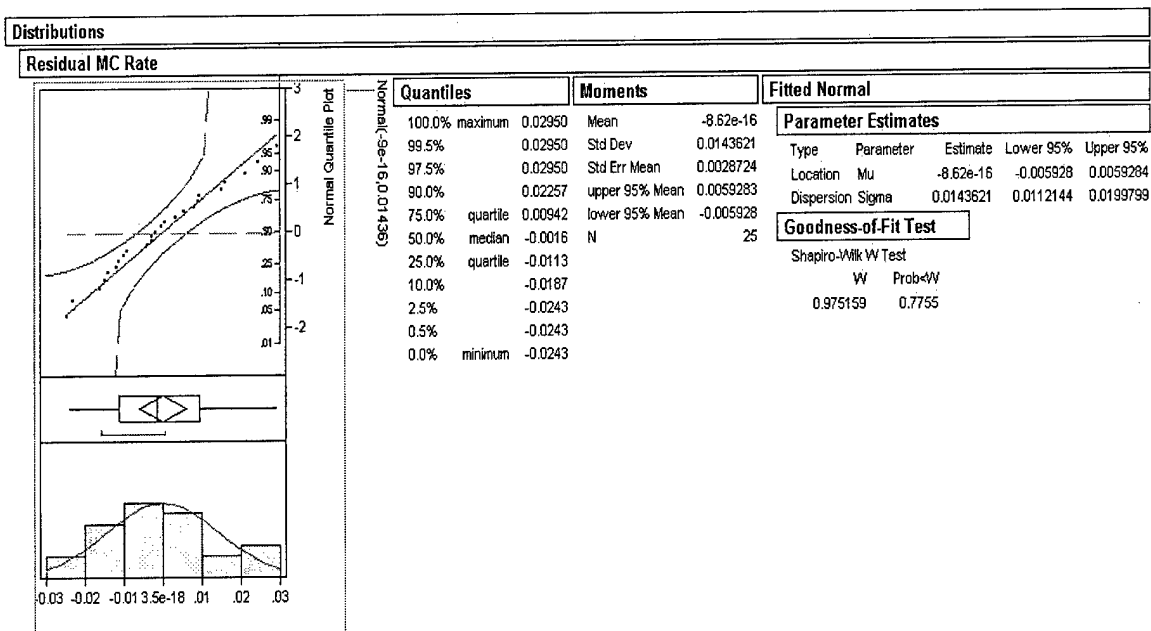 Distributions
Residual MC Rate
3
2
1
0
-1
-2
.99
.95
.90
.75
.50
.25
.10
.05
.01
Normal Quantile Plot
Normal(-9e-16,0.01436)
-0.03 -0.02 -0.01 3.5e-18 .01 .02 .03
Quantiles
100.0% maximum 0.02950
99.5% 0.02950
97.5% 0.02950
90.0% 0.02257
75.0% quartile 0.00942
50.0% median -0.0016
25.0% quartile -0.0113
10.0% -0.0187
2.5% -0.0243
0.5% -0.0243
0.0% minimum -0.0243
Moments
Mean -8.62e-16
Std Dev 0.0143621
Std Err Mean 0.0028724
upper 95% Mean 0.0059283
lower 95% Mean -0.005928
N 25
Fitted Normal
Parameter Estimates
Type Parameter Estimate Lower 95% Upper 95%
Location Mu -8.62e-16 -0.005928 0.0059284
Dispersion Sigma 0.0143621 0.0112144 0.0199799
Goodness-of-Fit Test
Shapiro-Wilk W Test
W Prob<W
0.975159 0.7755